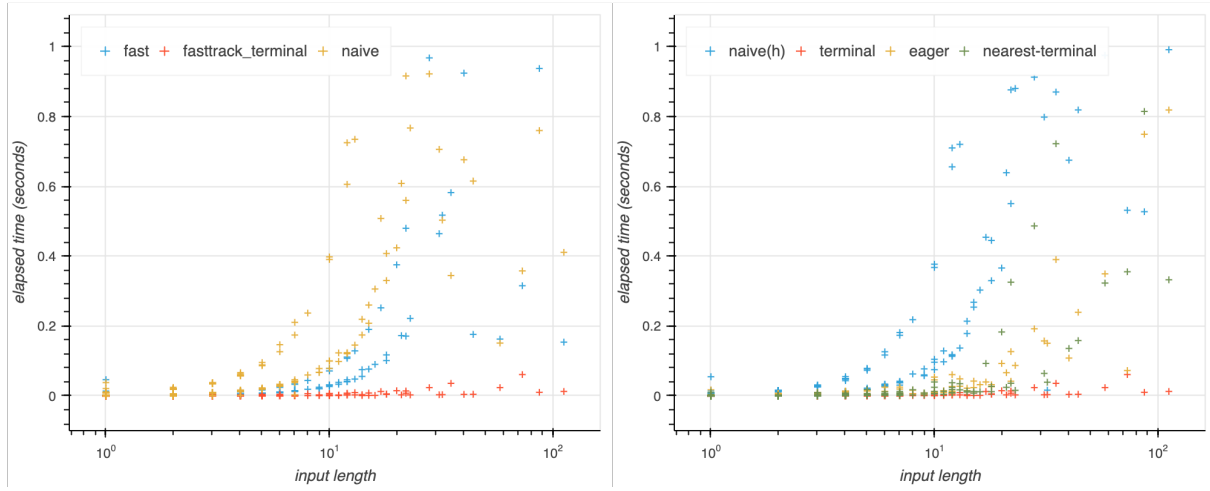 fast fasttrack_terminal naive
elapsed time (seconds)
1
0.8
0.6
0.4
0.2
0
10⁰ 10¹ 10²
input length
naive(h) terminal eager nearest-terminal
elapsed time (seconds)
1
0.8
0.6
0.4
0.2
0
10⁰ 10¹ 10²
input length